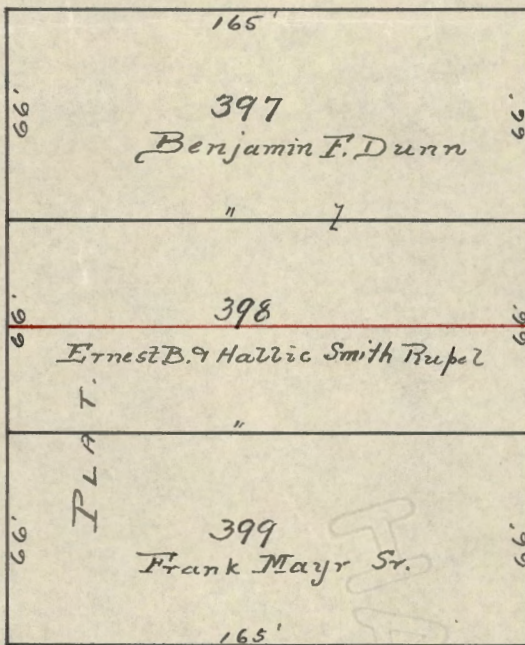 165'
66' 397 66'
Benjamin F. Dunn
"
66' 398 66'
Ernest B. & Hallie Smith Rupel
"
PLAT.
66' 399 66'
Frank Mayr Sr.
165'